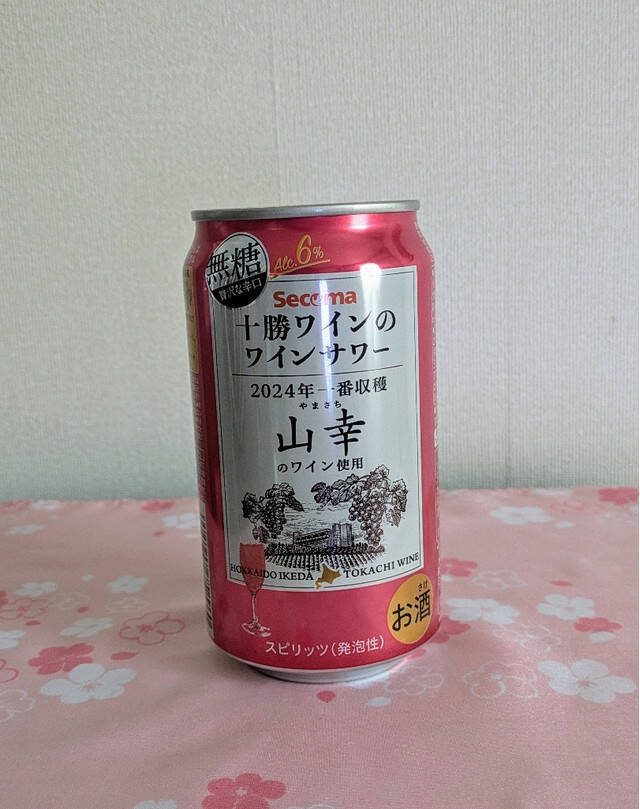 無糖
贅沢な辛口
Alc.6%
Secoma
十勝ワインの
ワインサワー
2024年一番収穫
やまさち
山幸
のワイン使用
HOKKAIDO IKEDA TOKACHI WINE
さけ
お酒
スピリッツ(発泡性)